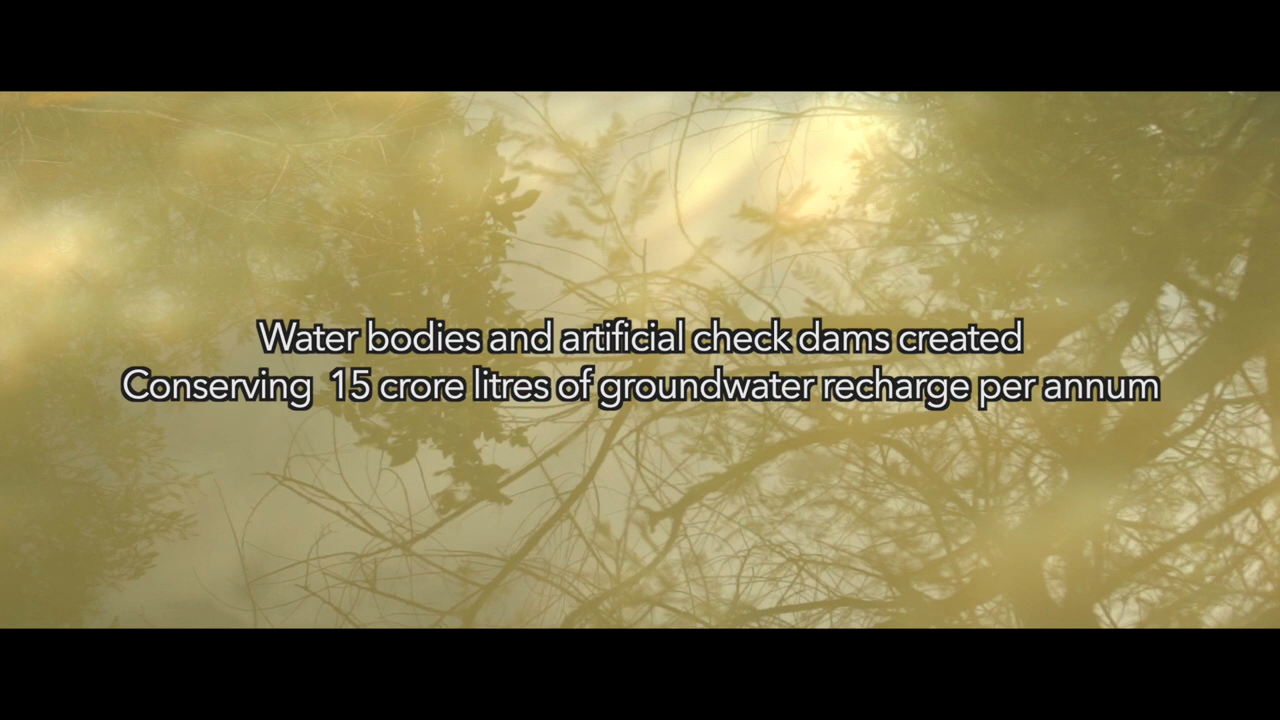 Water bodies and artificial check dams created
Conserving  15 crore litres of groundwater recharge per annum